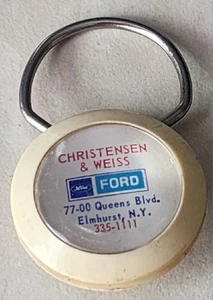 CHRISTENSEN
& WEISS
FORD
77-00 Queens Blvd.
Elmhurst, N.Y.
335-1111